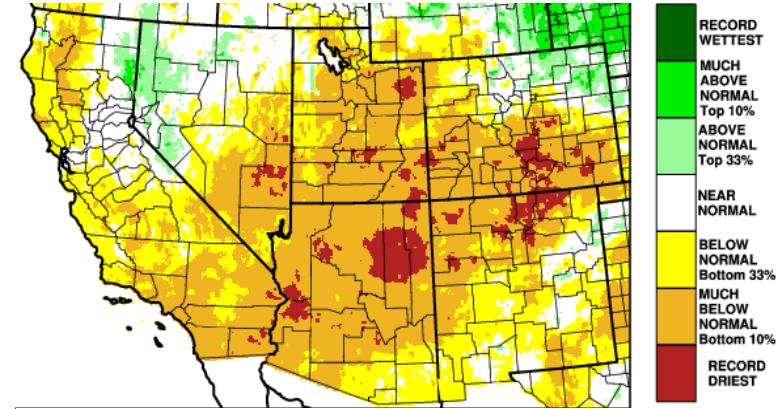 RECORD
WETTEST
MUCH
ABOVE
NORMAL
Top 10%
ABOVE
NORMAL
Top 33%
NEAR
NORMAL
BELOW
NORMAL
Bottom 33%
MUCH
BELOW
NORMAL
Bottom 10%
RECORD
DRIEST